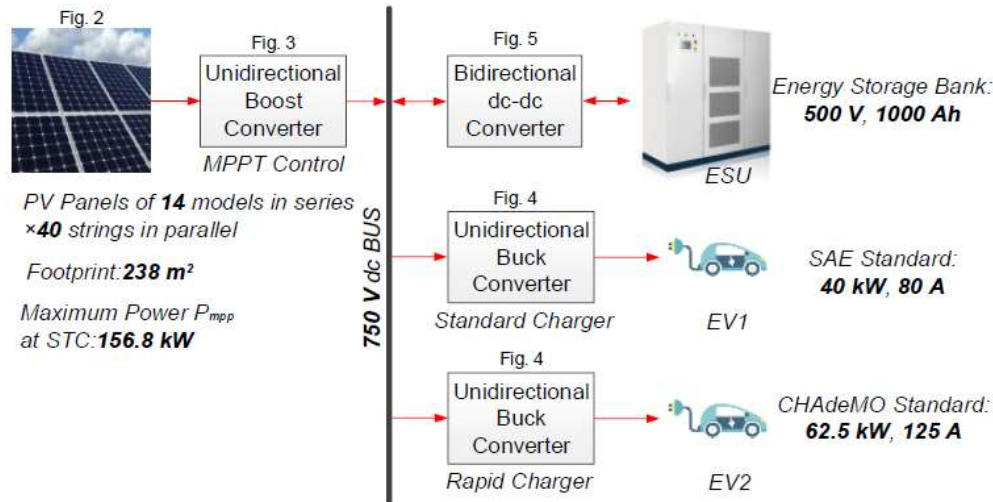 Fig. 2
Fig. 3
Unidirectional
Boost
Converter
MPPT Control
PV Panels of 14 models in series
×40 strings in parallel
Footprint:238 m²
Maximum Power Pmpp
at STC:156.8 kW
750 V dc BUS
Fig. 5
Bidirectional
dc-dc
Converter
ESU
Energy Storage Bank:
500 V, 1000 Ah
Fig. 4
Unidirectional
Buck
Converter
Standard Charger
EV1
SAE Standard:
40 kW, 80 A
Fig. 4
Unidirectional
Buck
Converter
Rapid Charger
EV2
CHAdeMO Standard:
62.5 kW, 125 A